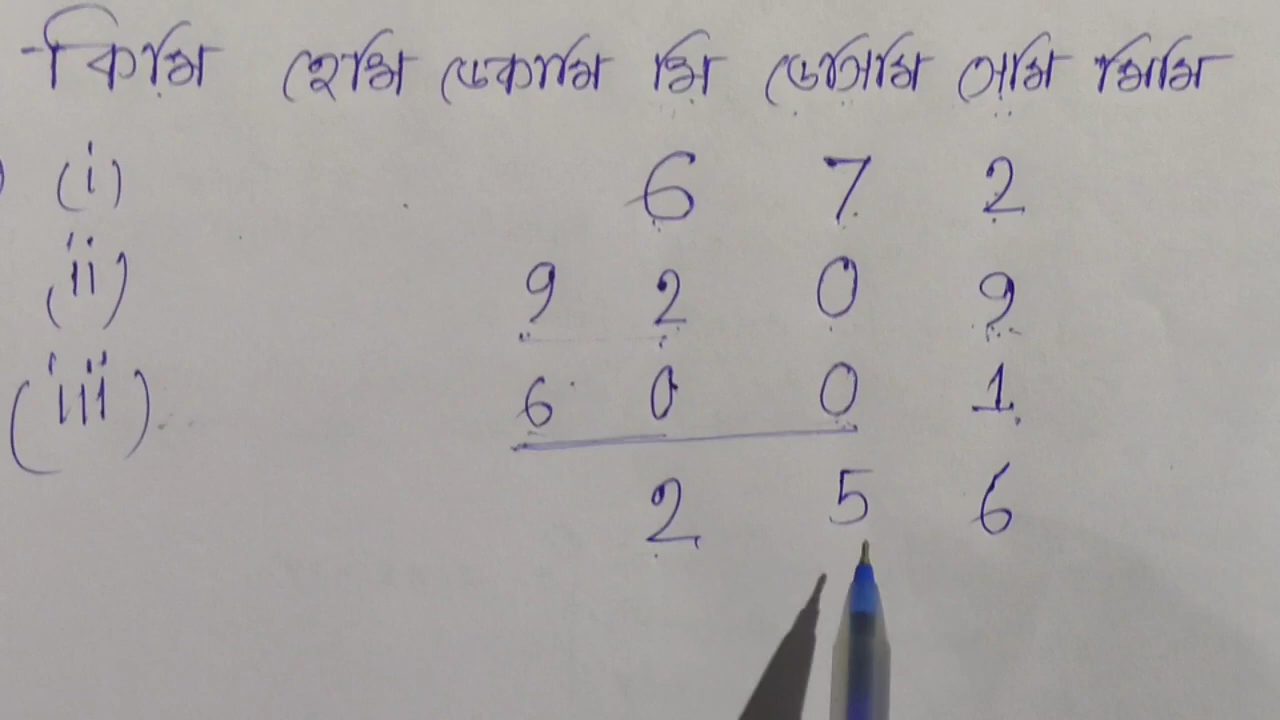 কিমি হেমি ডেকামি মি ডেসিমি সেমি মিমি
(i) 6 7 2
(ii) 9 2 0 9
(iii) 6 0 0 1
2 5 6